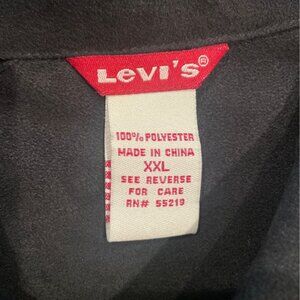 Levi's®
100% POLYESTER
MADE IN CHINA
XXL
SEE REVERSE
FOR CARE
RN# 55219